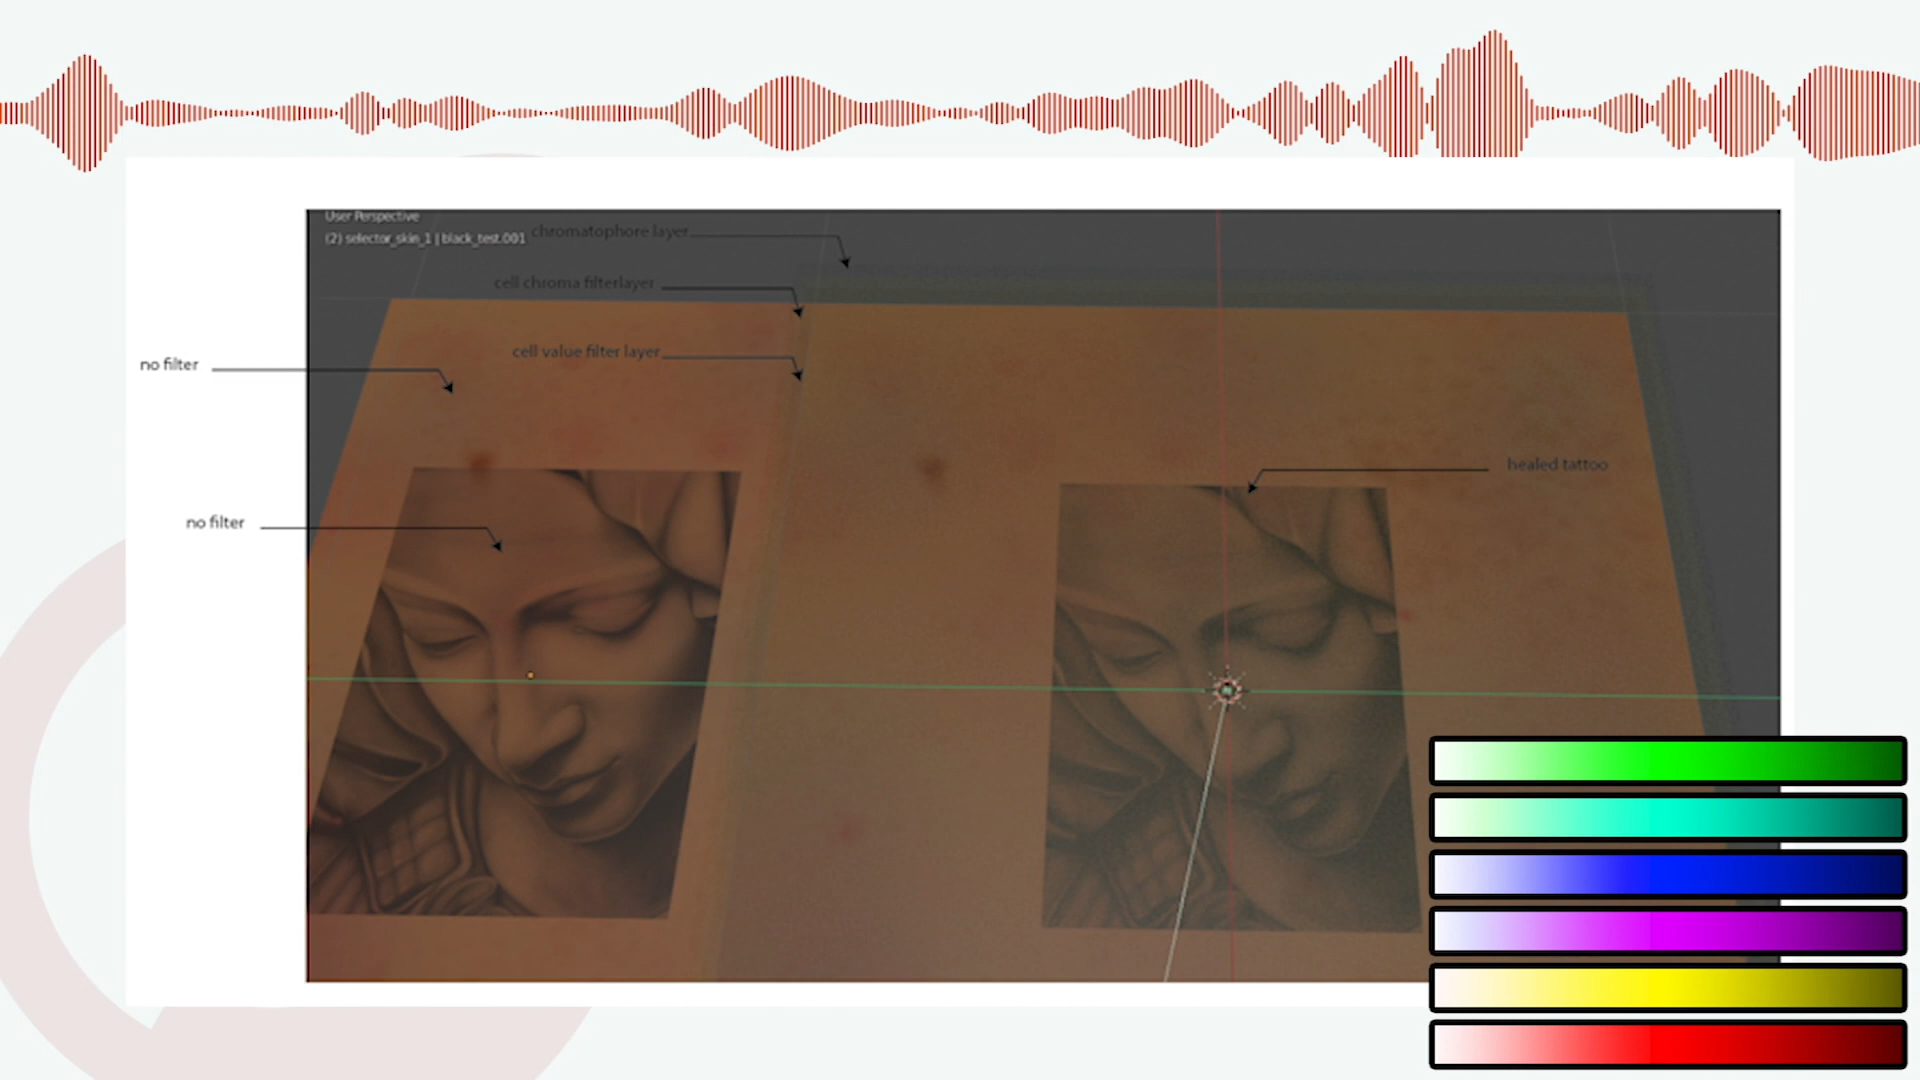 User Perspective
(2) selector_skin_1 | black_test.001
chromatophore layer
cell chroma filterlayer
cell value filter layer
no filter
healed tattoo
no filter